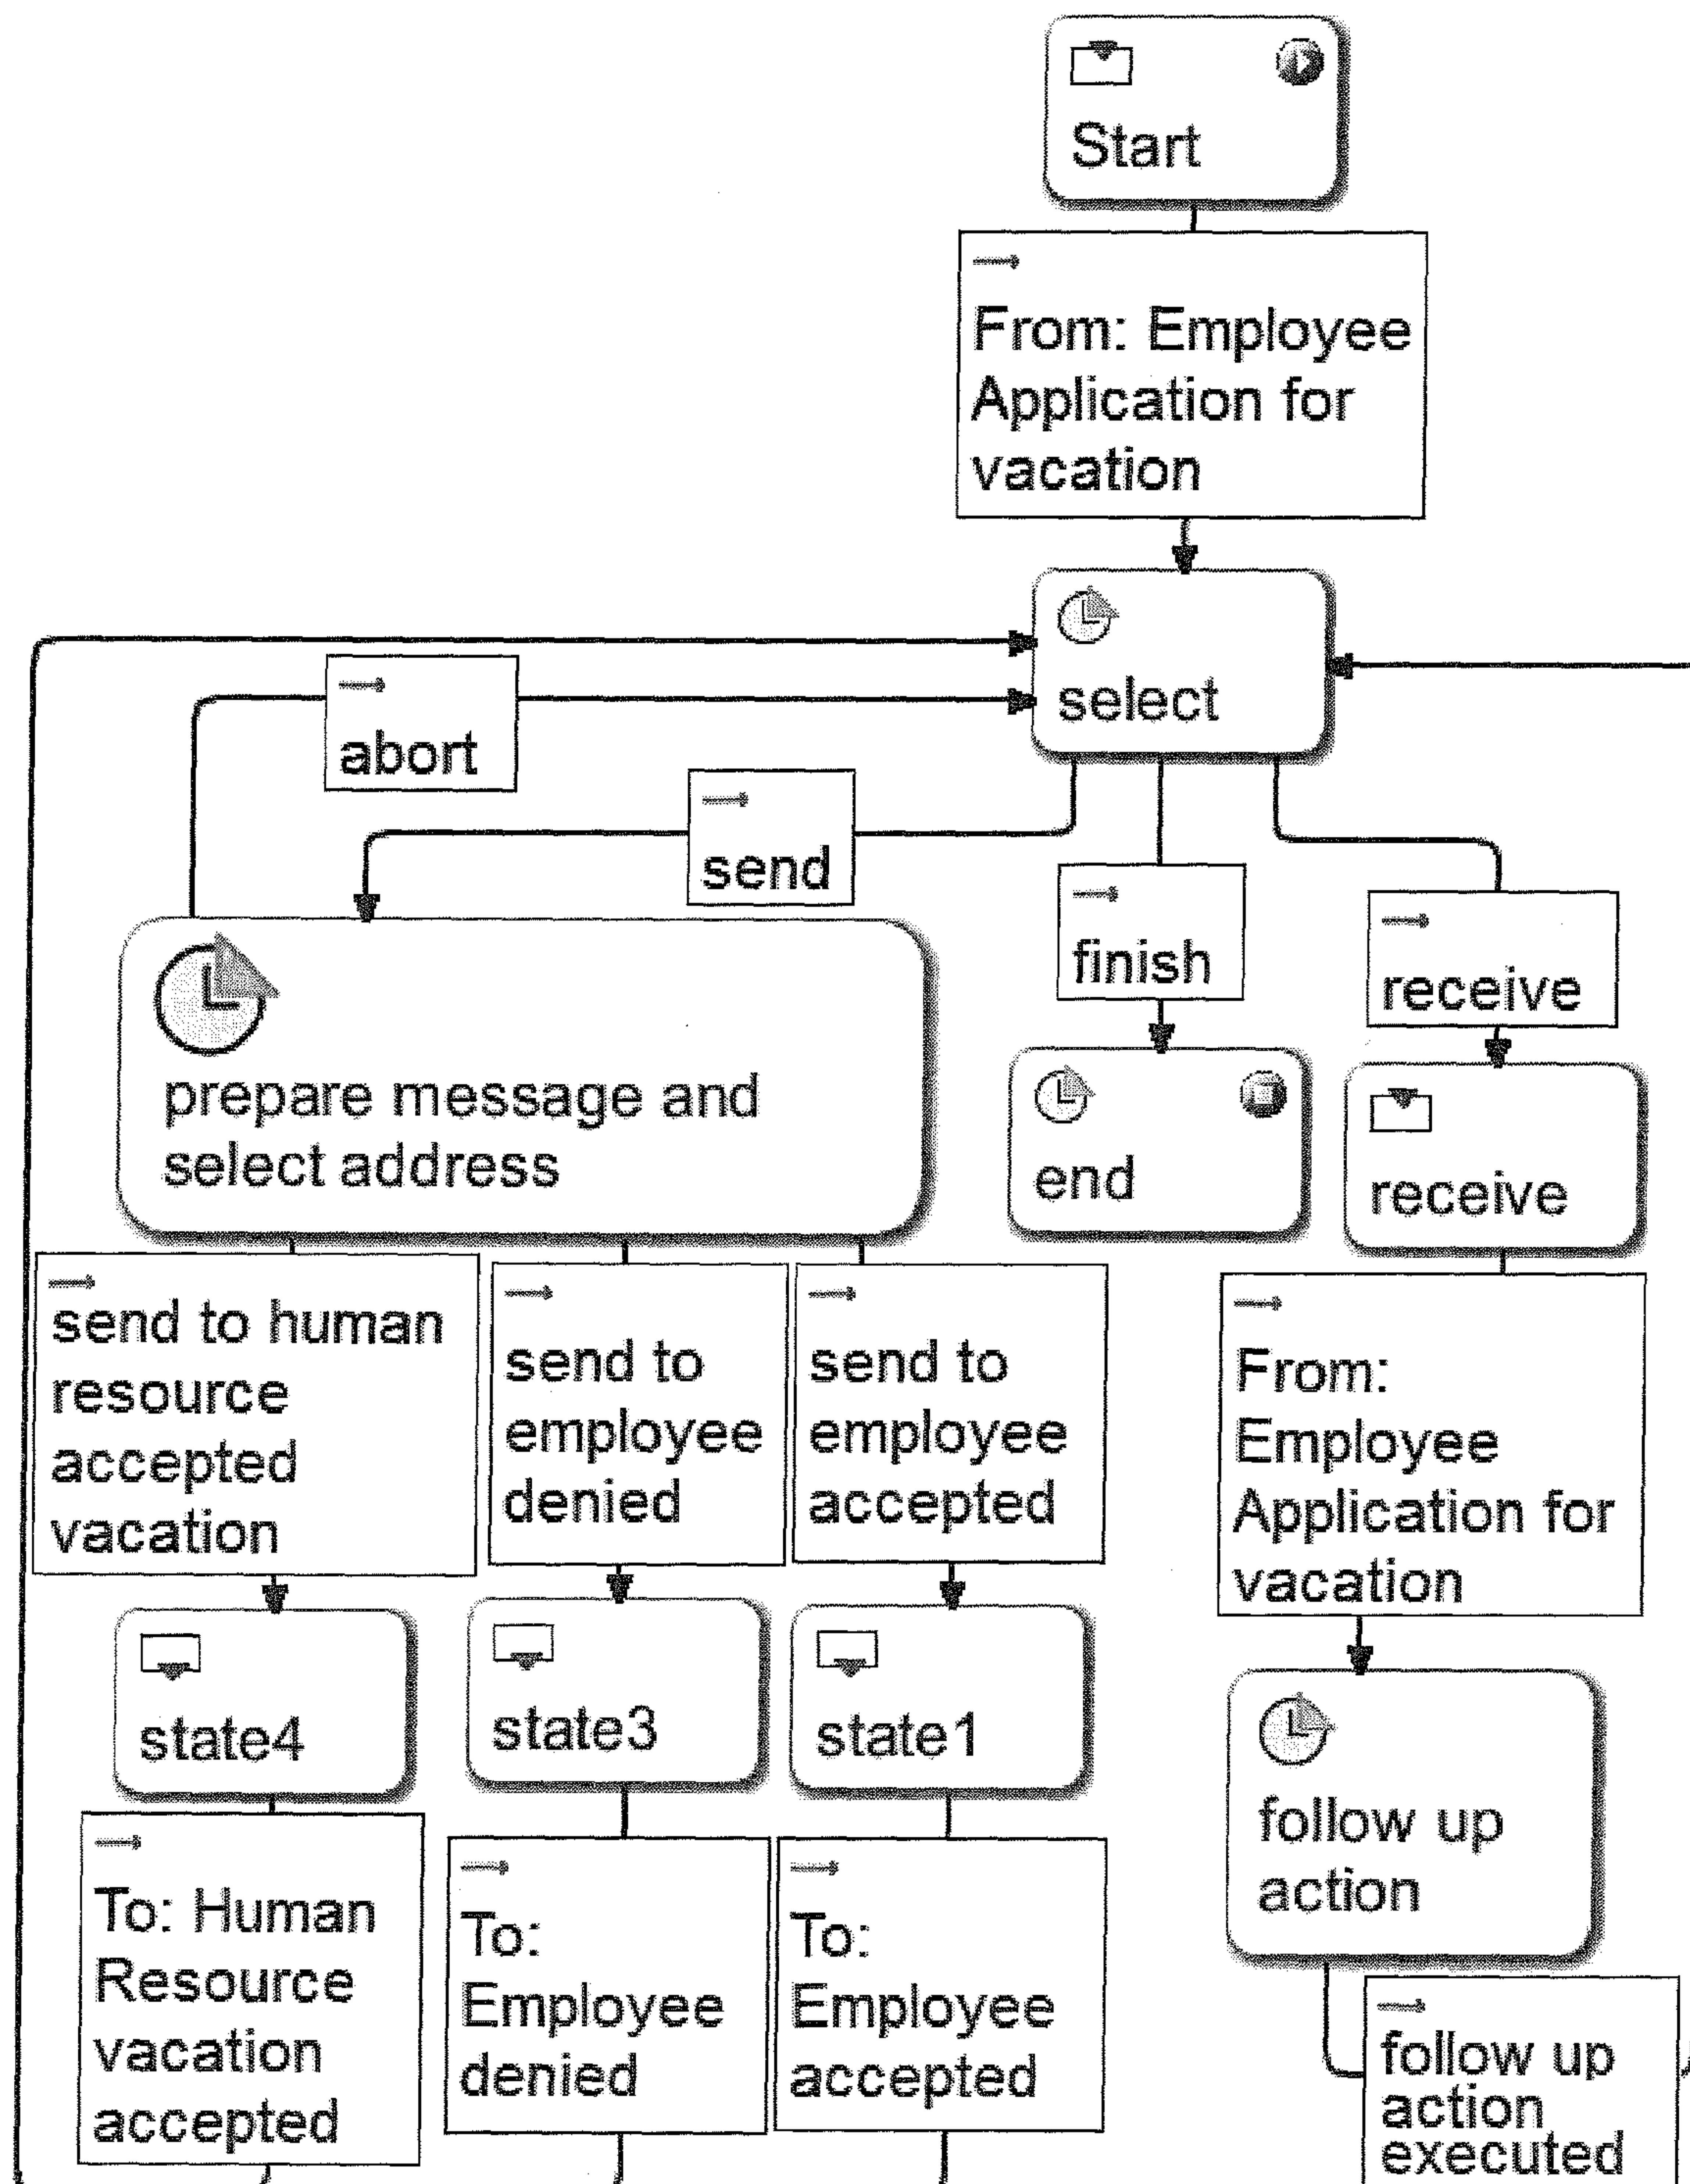 Start
From: Employee
Application for
vacation
select
abort
send
finish
receive
prepare message and
select address
end
receive
send to human
resource
accepted
vacation
send to
employee
denied
send to
employee
accepted
From:
Employee
Application for
vacation
state4
state3
state1
follow up
action
To: Human
Resource
vacation
accepted
To:
Employee
denied
To:
Employee
accepted
follow up
action
executed